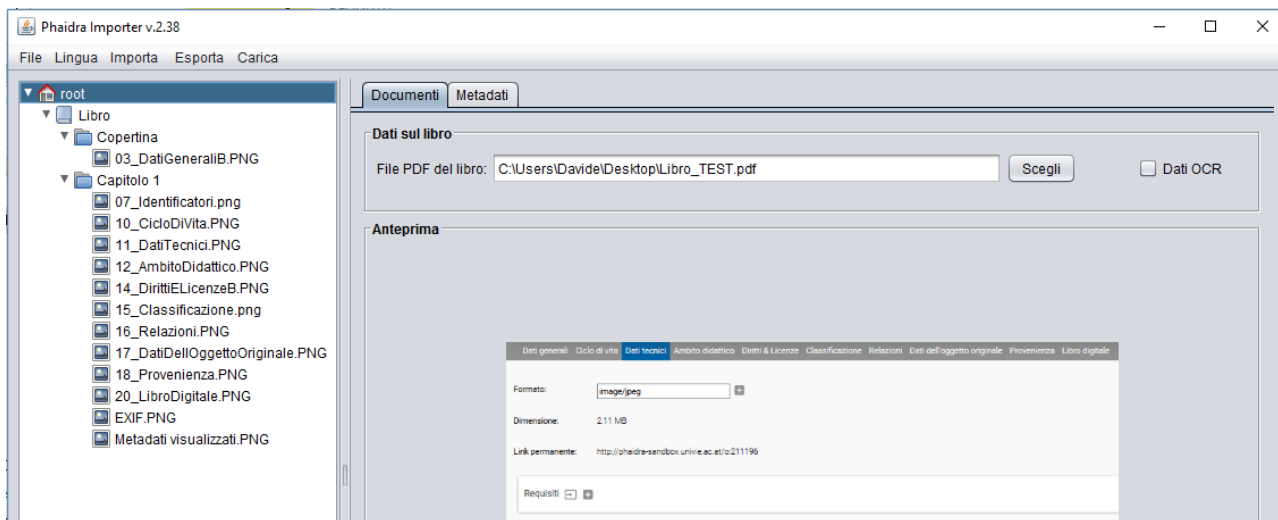 Phaidra Importer v.2.38
File Lingua Importa Esporta Carica
root
Libro
Copertina
03_DatiGeneraliB.PNG
Capitolo 1
07_Identificatori.png
10_CicloDiVita.PNG
11_DatiTecnici.PNG
12_AmbitoDidattico.PNG
14_DirittiELicenzeB.PNG
15_Classificazione.png
16_Relazioni.PNG
17_DatiDellOggettoOriginale.PNG
18_Provenienza.PNG
20_LibroDigitale.PNG
EXIF.PNG
Metadati visualizzati.PNG
Documenti Metadati
Dati sul libro
File PDF del libro: C:\Users\Davide\Desktop\Libro_TEST.pdf Scegli Dati OCR
Anteprima
Dati generali Ciclo di vita Dati tecnici Ambito didattico Diritti & Licenze Classificazione Relazioni Dati dell'oggetto originale Provenienza Libro digitale
Formato: image/jpeg
Dimensione: 2.11 MB
Link permanente: http://phaidra-sandbox.univie.ac.at/o:211196
Requisiti